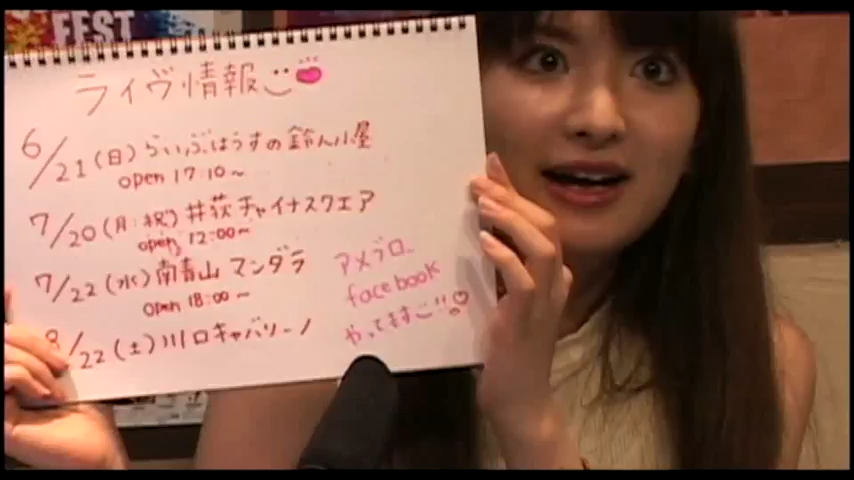 FEST
ライヴ情報
6/21(日)らいぶはうすの鈴ん小屋
open 17:10~
7/20(月・祝)井荻チャイナスクエア
open 12:00~
7/22(水)南青山マンダラ
open 18:00~
8/22(土)川口キャバリーノ
アメブロ、
facebook
やってますご!!